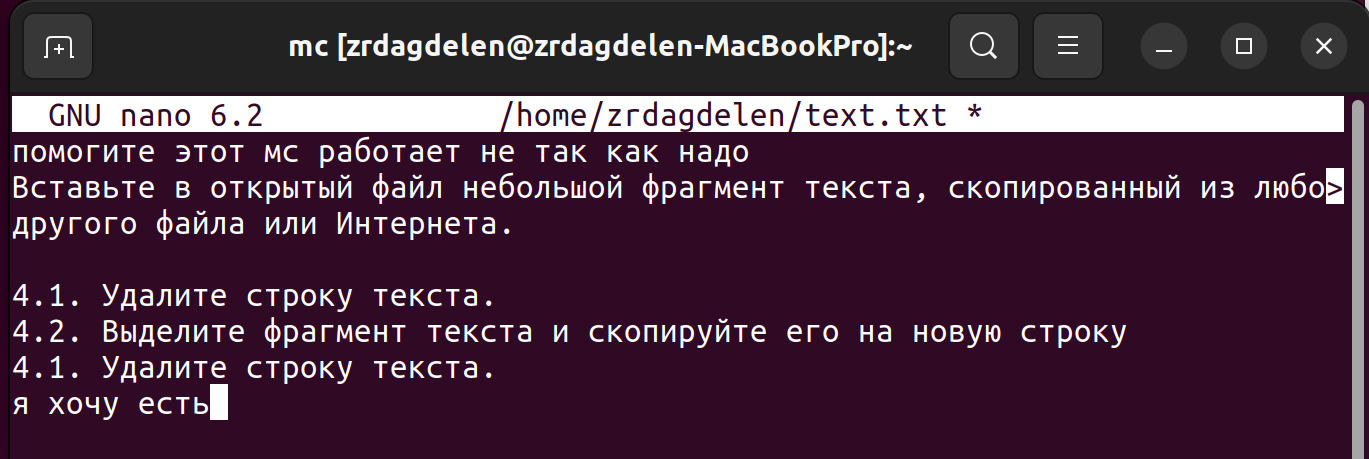 mc [zrdagdelen@zrdagdelen-MacBookPro]:~
GNU nano 6.2 /home/zrdagdelen/text.txt *
помогите этот мс работает не так как надо
Вставьте в открытый файл небольшой фрагмент текста, скопированный из любо>
другого файла или Интернета.
4.1. Удалите строку текста.
4.2. Выделите фрагмент текста и скопируйте его на новую строку
4.1. Удалите строку текста.
я хочу есть